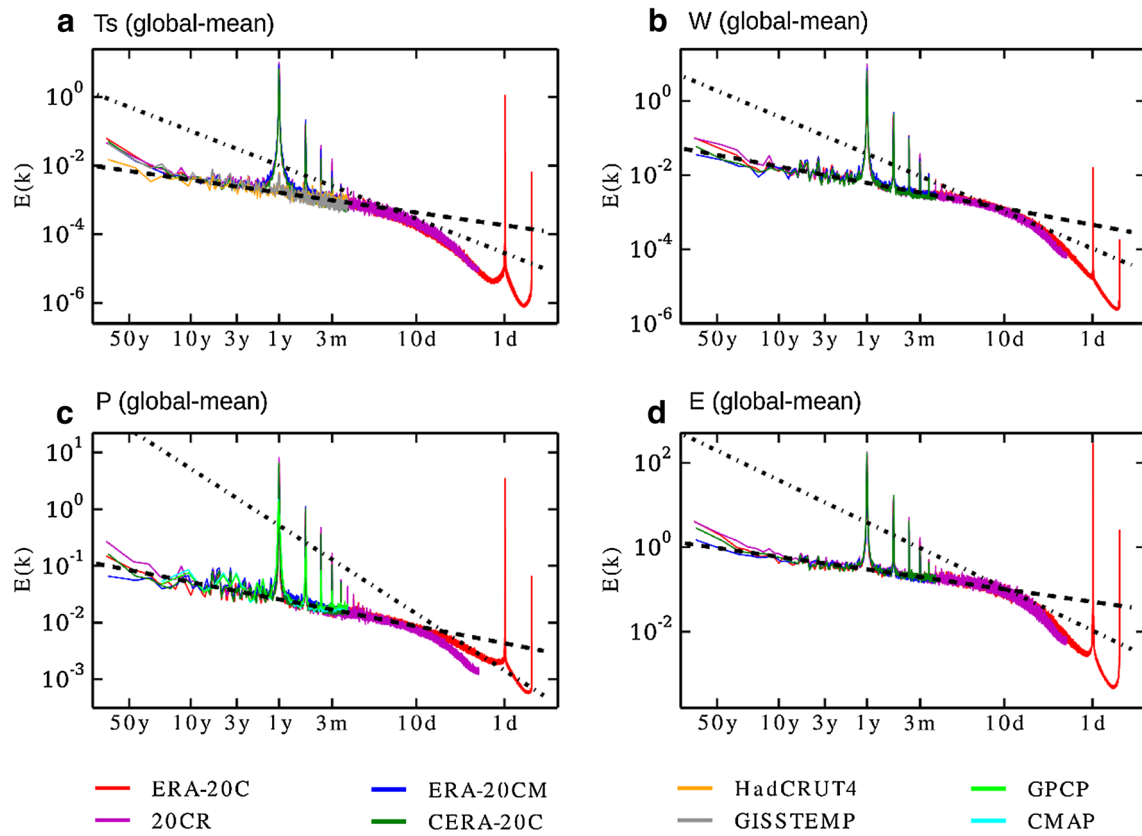 a Ts (global-mean)
E(k)
10^0
10^-2
10^-4
10^-6
50y 10y 3y 1y 3m 10d 1d
b W (global-mean)
E(k)
10^0
10^-2
10^-4
10^-6
50y 10y 3y 1y 3m 10d 1d
c P (global-mean)
E(k)
10^1
10^0
10^-1
10^-2
10^-3
50y 10y 3y 1y 3m 10d 1d
d E (global-mean)
E(k)
10^2
10^0
10^-2
50y 10y 3y 1y 3m 10d 1d
ERA-20C ERA-20CM HadCRUT4 GPCP
20CR CERA-20C GISSTEMP CMAP